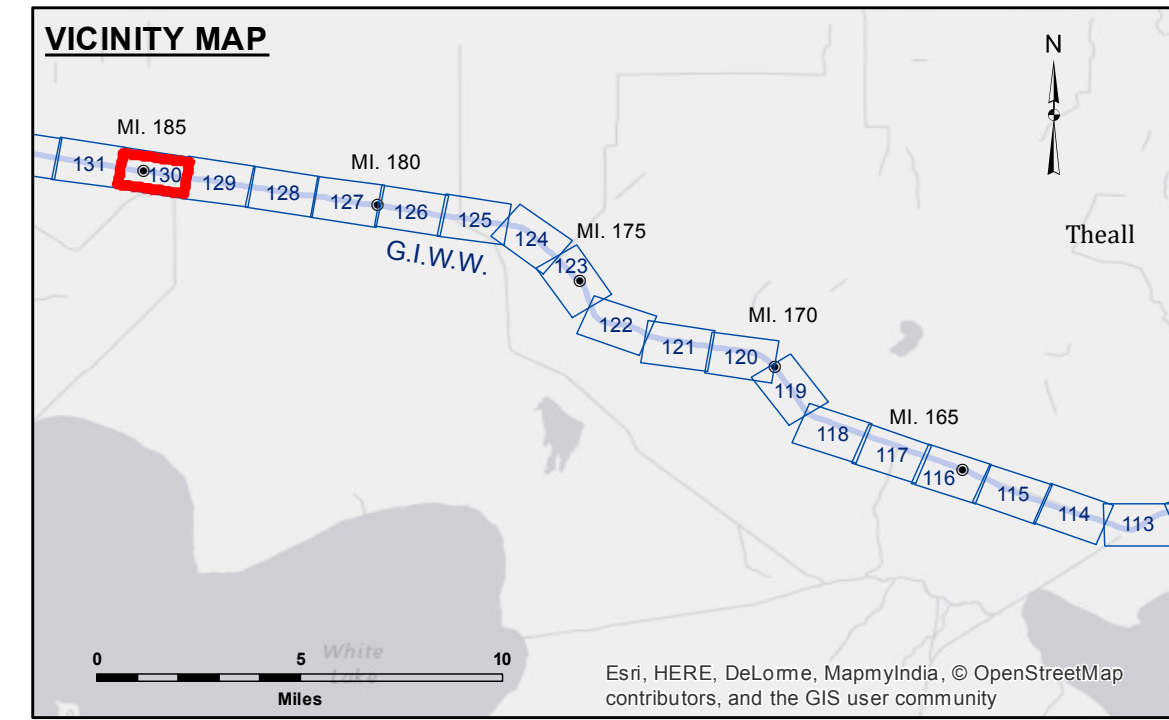 VICINITY MAP
N
MI. 185
MI. 180
131
130
129
128
127
126
125
124
MI. 175
Theall
G.I.W.W.
123
MI. 170
122
121
120
119
MI. 165
118
117
116
115
114
113
0 5 10
White
Lake
Miles
Esri, HERE, DeLorme, MapmyIndia, © OpenStreetMap
contributors, and the GIS user community